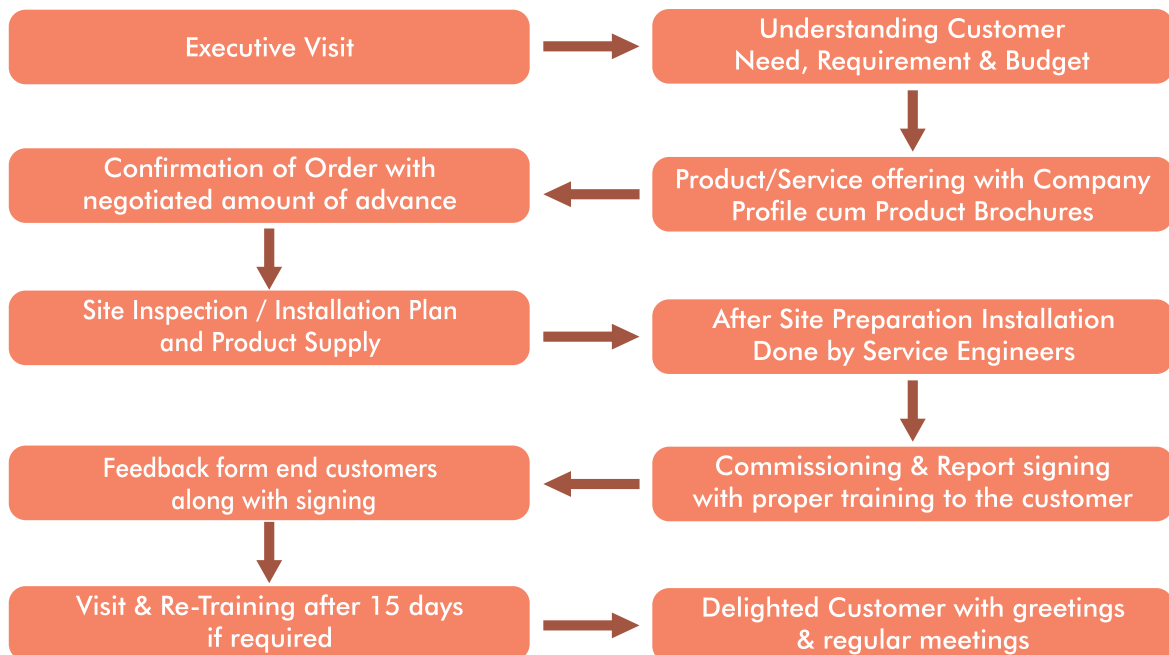 Executive Visit
Understanding Customer
Need, Requirement & Budget
Product/Service offering with Company
Profile cum Product Brochures
Confirmation of Order with
negotiated amount of advance
Site Inspection / Installation Plan
and Product Supply
After Site Preparation Installation
Done by Service Engineers
Commissioning & Report signing
with proper training to the customer
Feedback form end customers
along with signing
Visit & Re-Training after 15 days
if required
Delighted Customer with greetings
& regular meetings